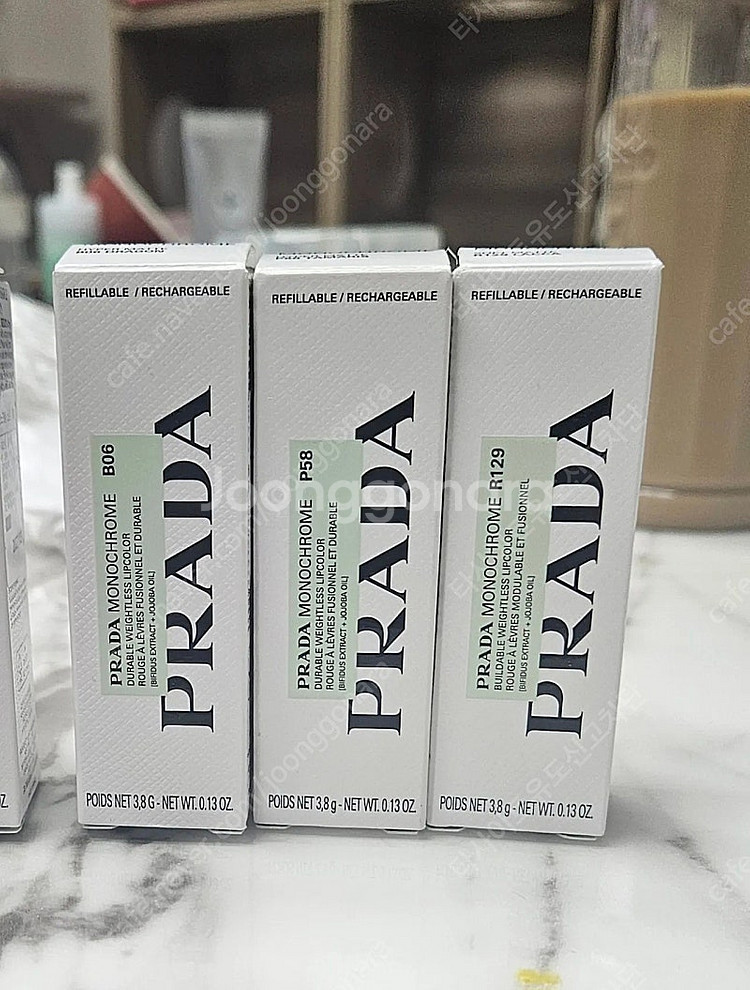 REFILLABLE / RECHARGEABLE
PRADA MONOCHROME B06
DURABLE WEIGHTLESS LIPCOLOR
ROUGE À LÈVRES FUSIONNEL ET DURABLE
[BIFIDUS EXTRACT + JOJOBA OIL]
PRADA
POIDS NET 3,8 G - NET WT. 0.13 OZ.
REFILLABLE / RECHARGEABLE
PRADA MONOCHROME P58
DURABLE WEIGHTLESS LIPCOLOR
ROUGE À LÈVRES FUSIONNEL ET DURABLE
[BIFIDUS EXTRACT + JOJOBA OIL]
PRADA
POIDS NET 3,8 g - NET WT. 0.13 OZ.
REFILLABLE / RECHARGEABLE
PRADA MONOCHROME R129
BUILDABLE WEIGHTLESS LIPCOLOR
ROUGE À LÈVRES MODULABLE ET FUSIONNEL
[BIFIDUS EXTRACT + JOJOBA OIL]
PRADA
POIDS NET 3,8 g - NET WT. 0.13 OZ.
Joonggonara